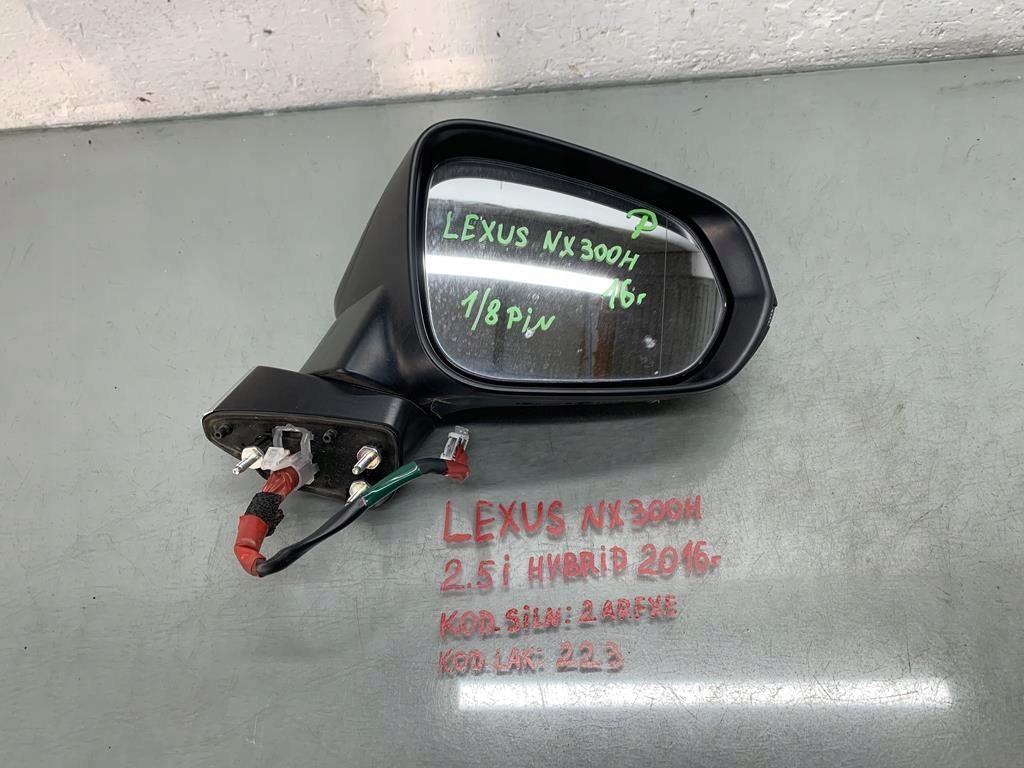 P
LEXUS NX300H
16r
1/8 PiN
LEXUS NX300H
2.5i HYBRiD 2016r
KOD. SiLN: 2ARFXE
KOD. LAK: 223